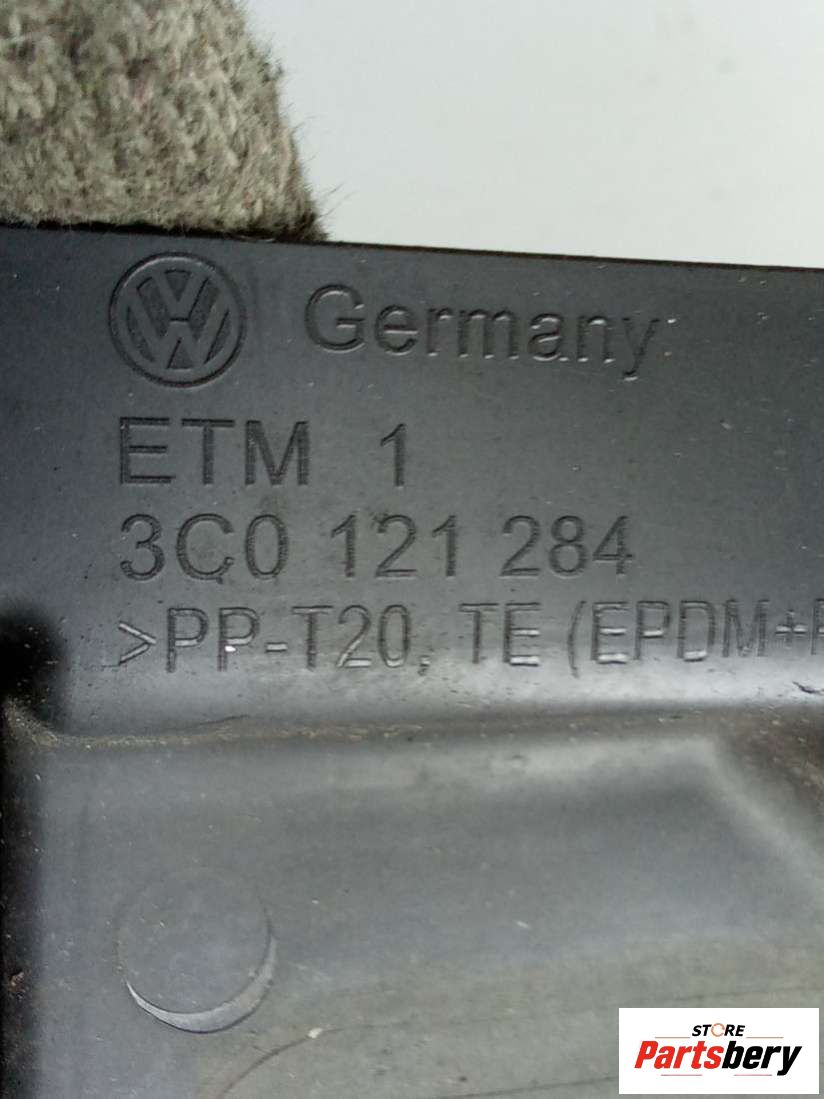 Germany
ETM 1
3C0 121 284
>PP-T20, TE (EPDM+
STORE
Partsbery